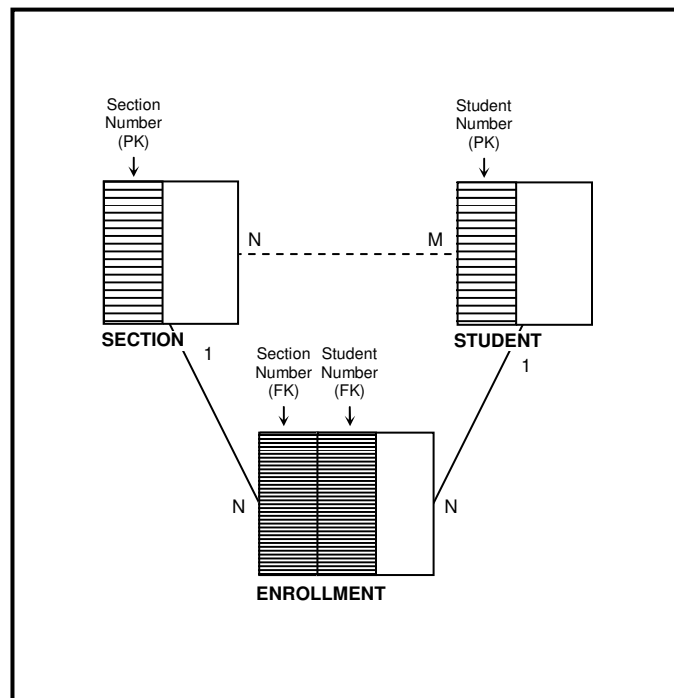 Section
Number
(PK)
Student
Number
(PK)
N
M
SECTION
STUDENT
1
1
Section
Number
(FK)
Student
Number
(FK)
N
N
ENROLLMENT